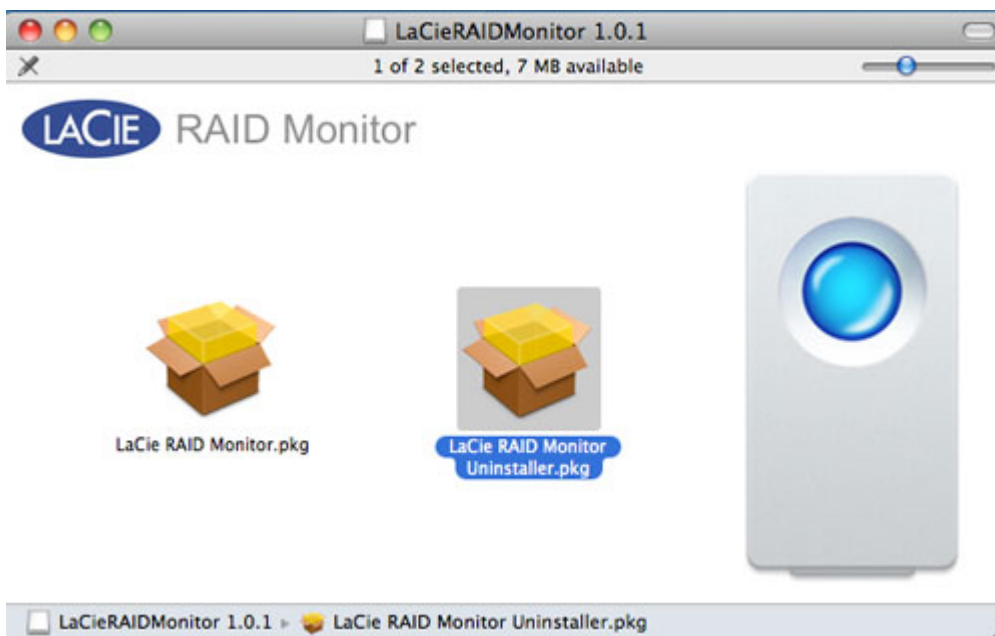 LaCieRAIDMonitor 1.0.1
1 of 2 selected, 7 MB available
LACIE RAID Monitor
LaCie RAID Monitor.pkg
LaCie RAID Monitor
Uninstaller.pkg
LaCieRAIDMonitor 1.0.1 ▸ LaCie RAID Monitor Uninstaller.pkg